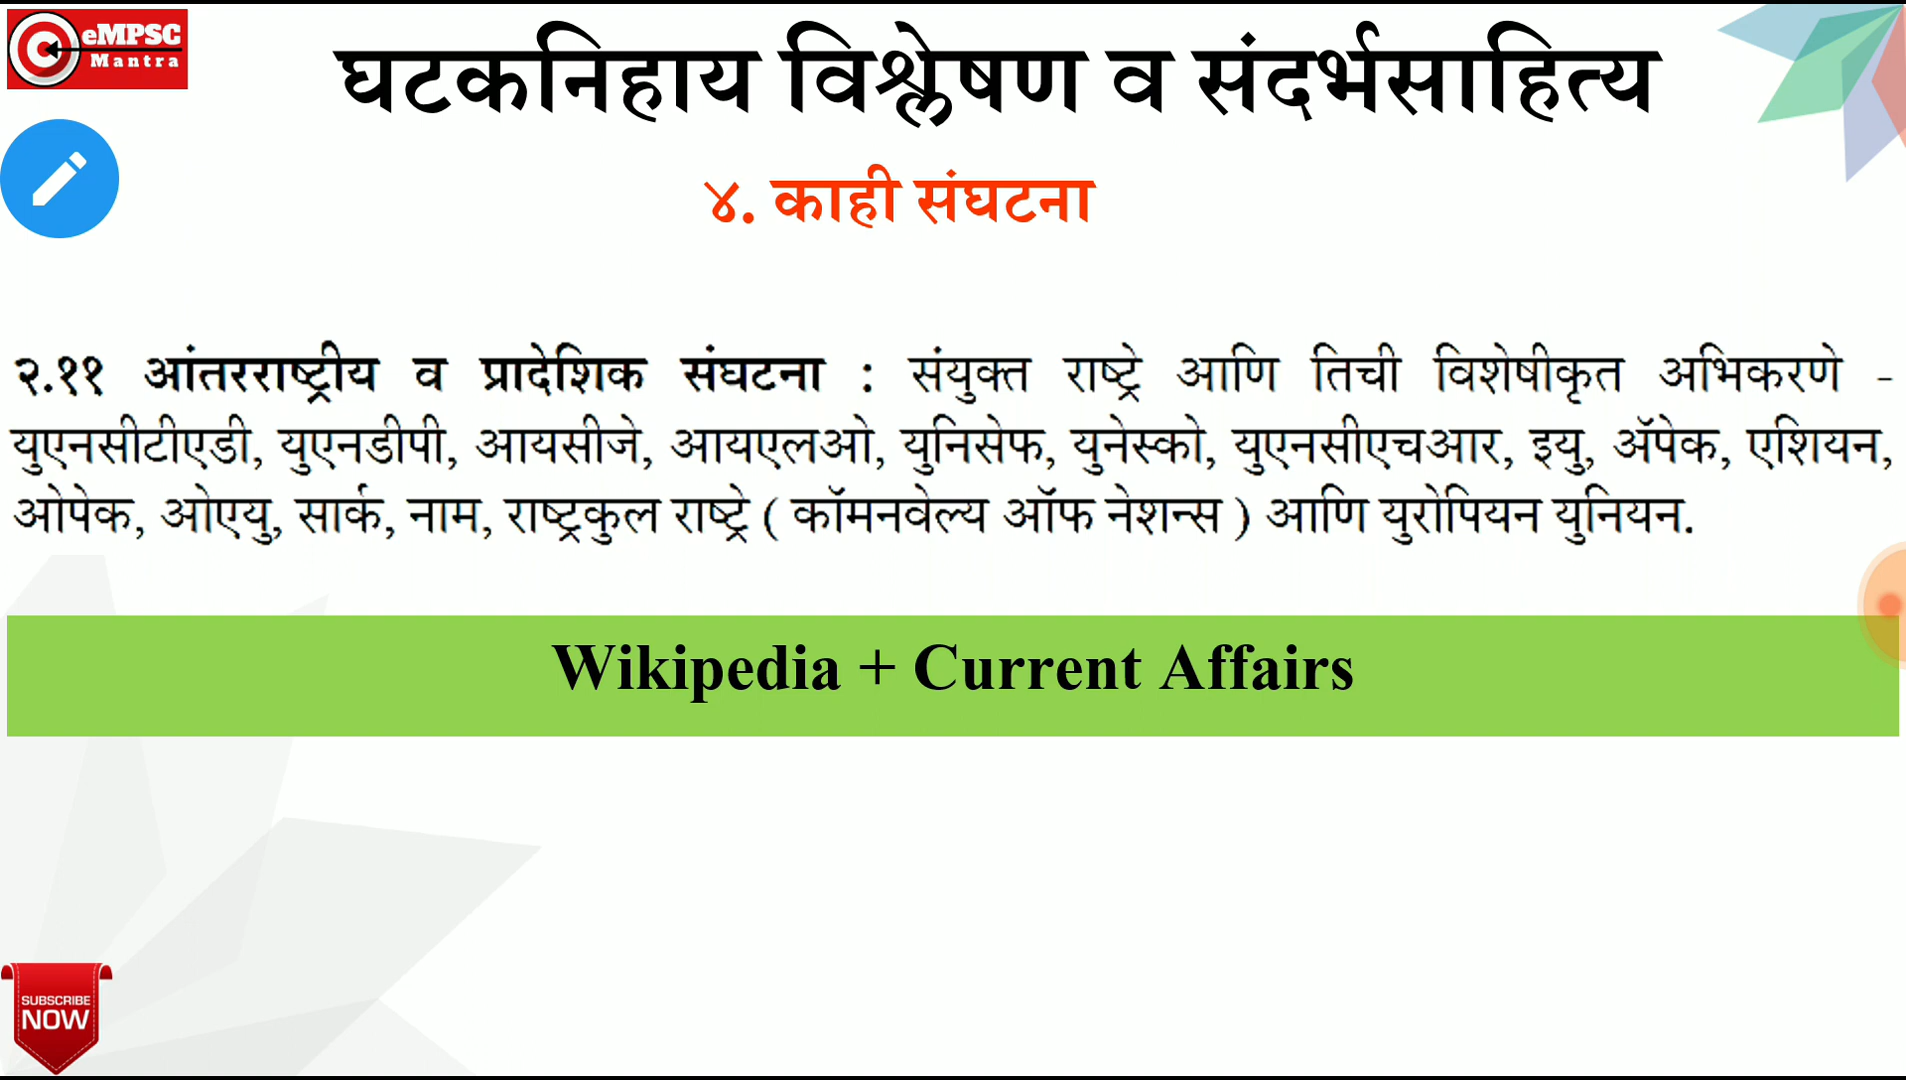 eMPSC
Mantra
घटकनिहाय विश्लेषण व संदर्भसाहित्य
४. काही संघटना
२.११ आंतरराष्ट्रीय व प्रादेशिक संघटना : संयुक्त राष्ट्रे आणि तिची विशेषीकृत अभिकरणे -
युएनसीटीएडी, युएनडीपी, आयसीजे, आयएलओ, युनिसेफ, युनेस्को, युएनसीएचआर, इयु, ॲपेक, एशियन,
ओपेक, ओएयु, सार्क, नाम, राष्ट्रकुल राष्ट्रे ( कॉमनवेल्य ऑफ नेशन्स ) आणि युरोपियन युनियन.
Wikipedia + Current Affairs
SUBSCRIBE
NOW